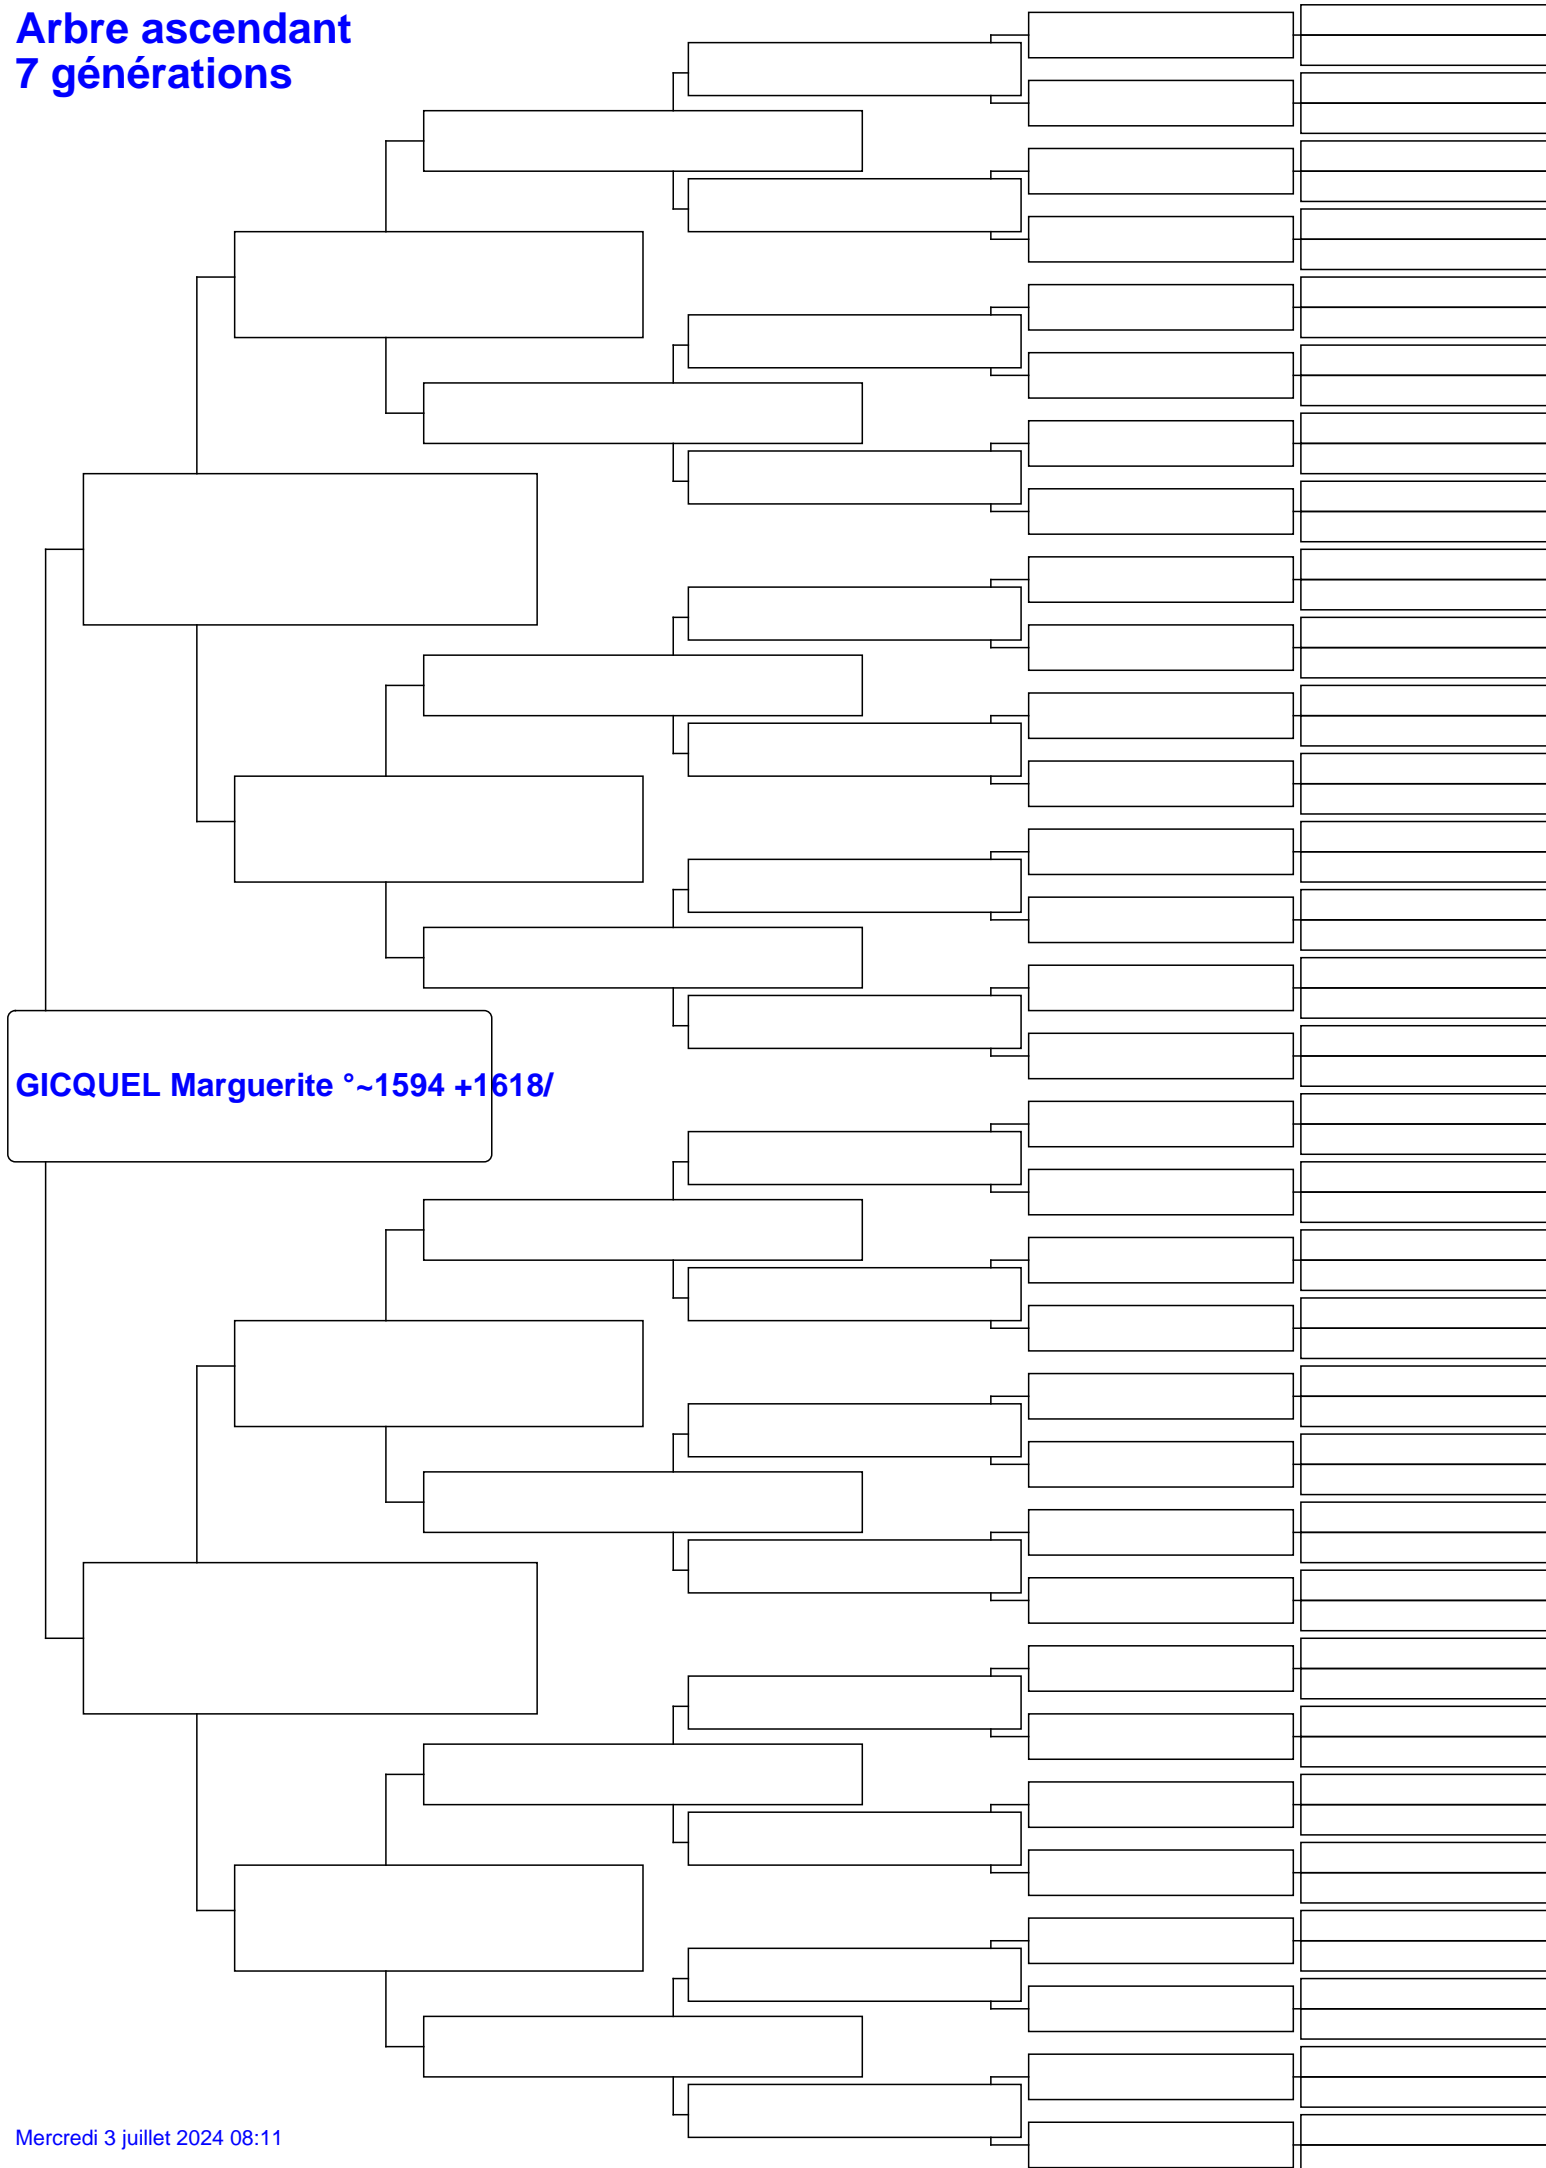 Arbre ascendant
7 générations
GICQUEL Marguerite °~1594 +1618/
Mercredi 3 juillet 2024 08:11